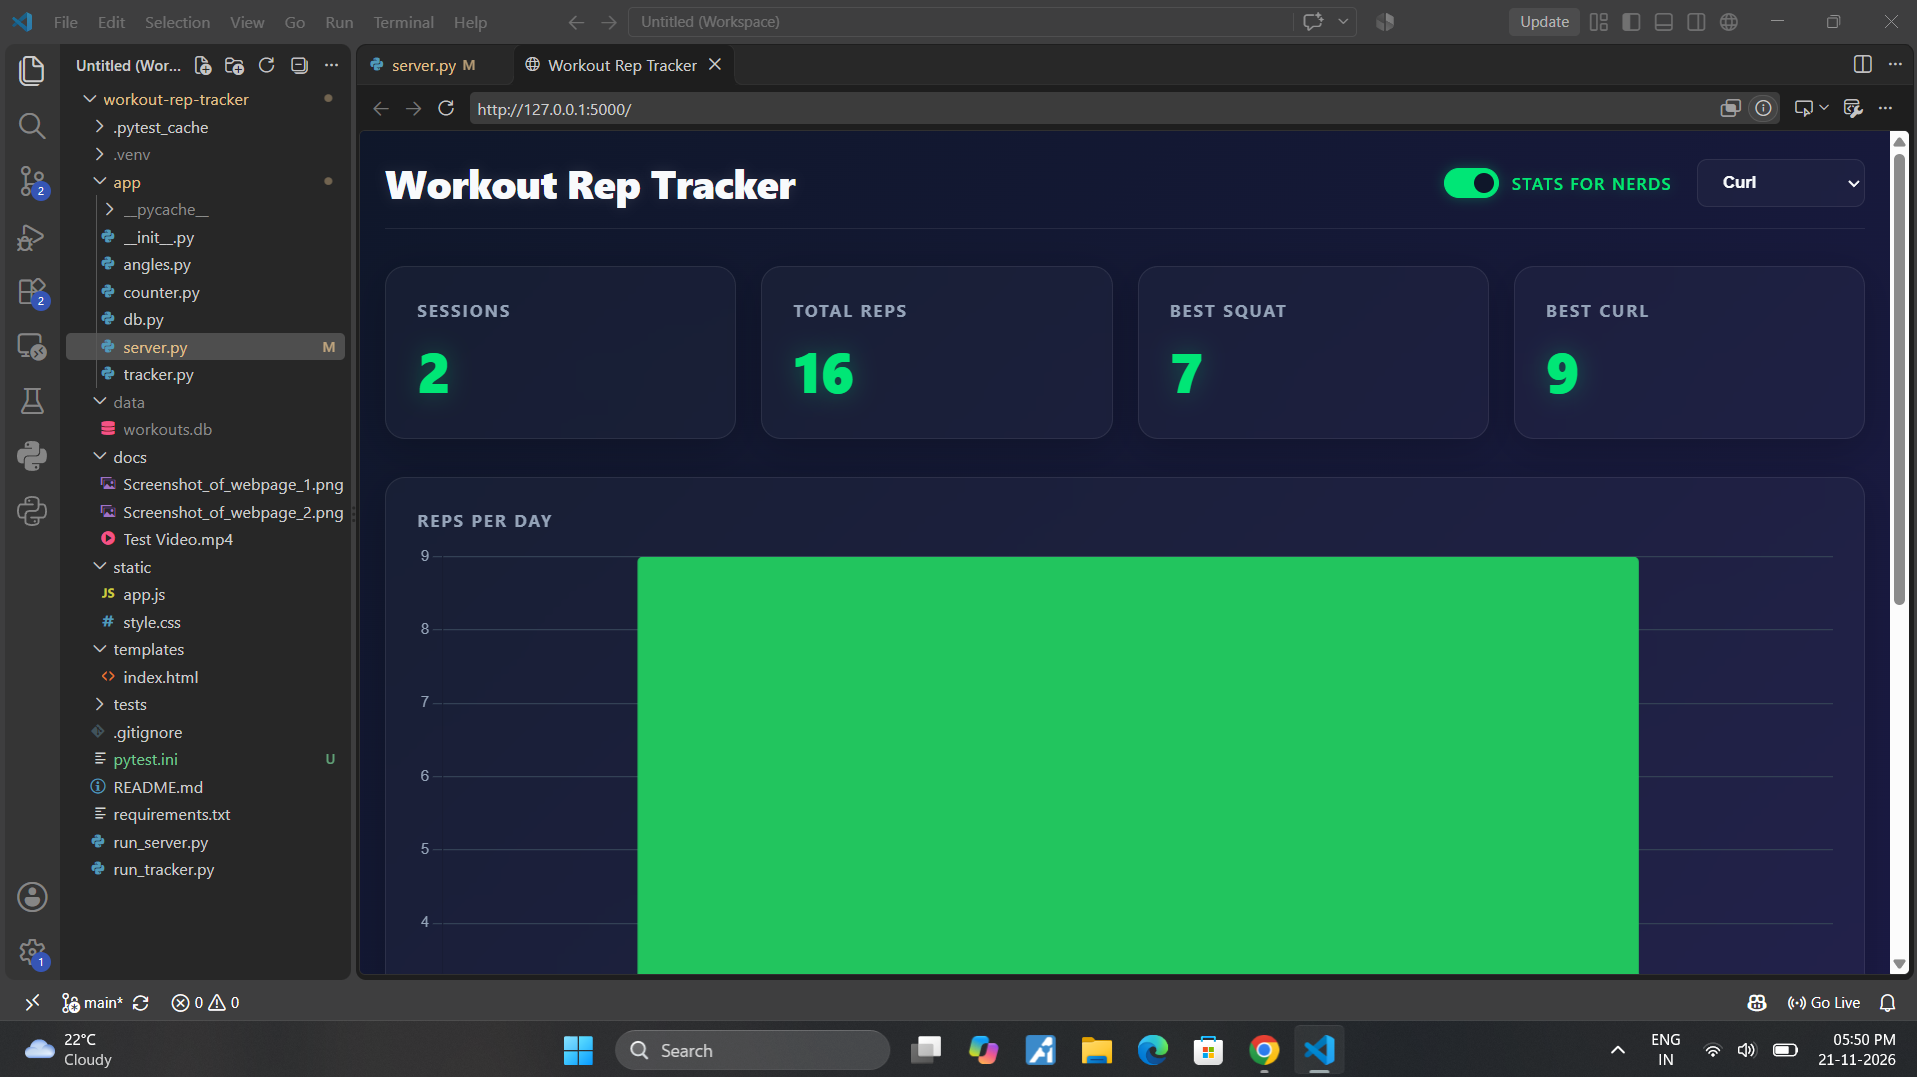 File Edit Selection View Go Run Terminal Help
Untitled (Workspace)
Update
Untitled (Wor...
server.py M
Workout Rep Tracker
http://127.0.0.1:5000/
workout-rep-tracker
.pytest_cache
.venv
app
__pycache__
__init__.py
angles.py
counter.py
db.py
server.py M
tracker.py
data
workouts.db
docs
Screenshot_of_webpage_1.png
Screenshot_of_webpage_2.png
Test Video.mp4
static
JS app.js
# style.css
templates
<> index.html
tests
.gitignore
pytest.ini U
README.md
requirements.txt
run_server.py
run_tracker.py
2
2
1
Workout Rep Tracker
STATS FOR NERDS
Curl
SESSIONS
2
TOTAL REPS
16
BEST SQUAT
7
BEST CURL
9
REPS PER DAY
9
8
7
6
5
4
main*
0 0
Go Live
22°C
Cloudy
Search
ENG
IN
05:50 PM
21-11-2026